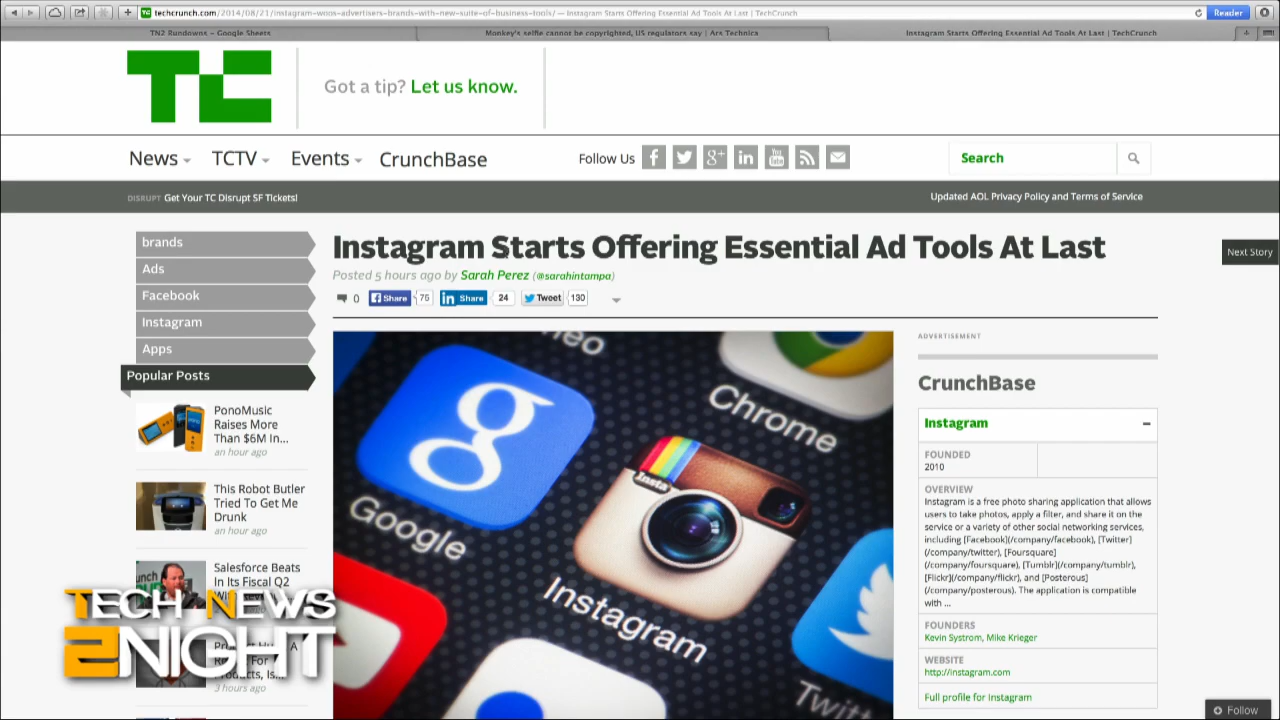 techcrunch.com/2014/08/21/instagram-woos-advertisers-brands-with-new-suite-of-business-tools/ — Instagram Starts Offering Essential Ad Tools At Last | TechCrunch
Reader
TN2 Rundowns – Google Sheets
Monkey's selfie cannot be copyrighted, US regulators say | Ars Technica
Instagram Starts Offering Essential Ad Tools At Last | TechCrunch
TC
Got a tip? Let us know.
News
TCTV
Events
CrunchBase
Follow Us
g+
in
You Tube
Search
DISRUPT Get Your TC Disrupt SF Tickets!
Updated AOL Privacy Policy and Terms of Service
brands
Ads
Facebook
Instagram
Apps
Popular Posts
PonoMusic
Raises More
Than $6M In...
an hour ago
This Robot Butler
Tried To Get Me
Drunk
an hour ago
Salesforce Beats
In Its Fiscal Q2
3 hours ago
TECH NEWS
2NIGHT
Instagram Starts Offering Essential Ad Tools At Last
Posted 5 hours ago by Sarah Perez (@sarahintampa)
0
Share
75
in Share
24
Tweet
130
Next Story
Chrome
g
Google
Insta
Instagram
ADVERTISEMENT
CrunchBase
Instagram
FOUNDED
2010
OVERVIEW
Instagram is a free photo sharing application that allows
users to take photos, apply a filter, and share it on the
service or a variety of other social networking services,
including [Facebook](/company/facebook), [Twitter]
(/company/twitter), [Foursquare]
(/company/foursquare), [Tumblr](/company/tumblr),
[Flickr](/company/flickr), and [Posterous]
(/company/posterous). The application is compatible
with ...
FOUNDERS
Kevin Systrom, Mike Krieger
WEBSITE
http://instagram.com
Full profile for Instagram
Follow